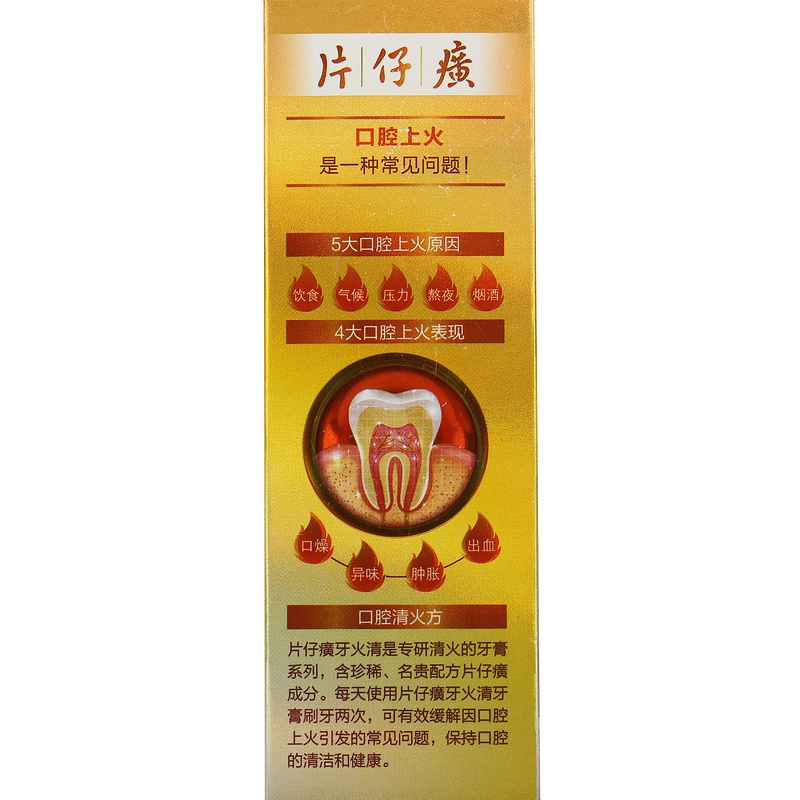 片仔癀
口腔上火
是一种常见问题！
5大口腔上火原因
饮食 气候 压力 熬夜 烟酒
4大口腔上火表现
口燥 异味 肿胀 出血
口腔清火方
片仔癀牙火清是专研清火的牙膏
系列，含珍稀、名贵配方片仔癀
成分。每天使用片仔癀牙火清牙
膏刷牙两次，可有效缓解因口腔
上火引发的常见问题，保持口腔
的清洁和健康。